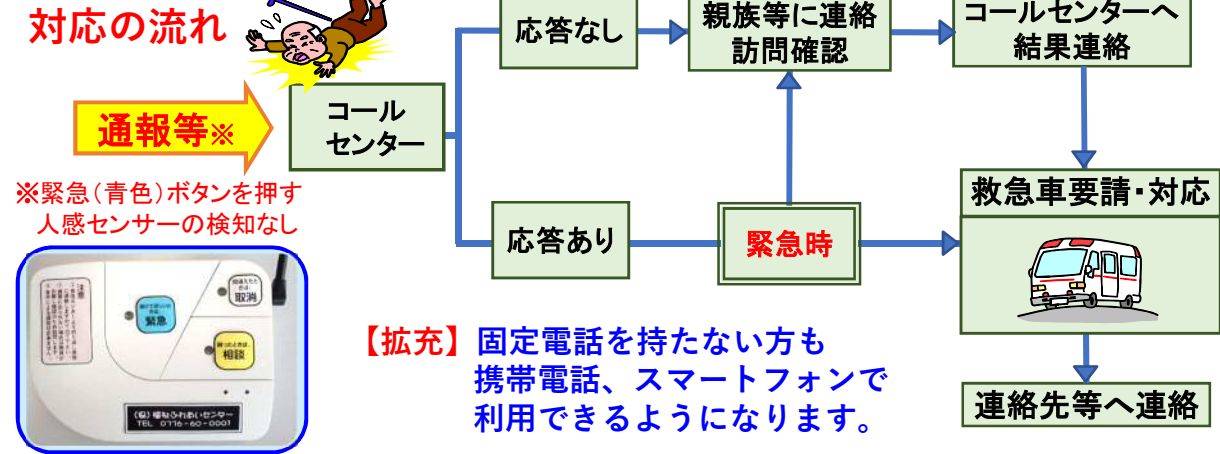 対応の流れ
通報等※
※緊急(青色)ボタンを押す
人感センサーの検知なし
コール
センター
応答なし
親族等に連絡
訪問確認
コールセンターへ
結果連絡
応答あり
緊急時
救急車要請・対応
連絡先等へ連絡
注意
緊急
取消
相談
TEL 0776-60-0001
【拡充】固定電話を持たない方も
携帯電話、スマートフォンで
利用できるようになります。